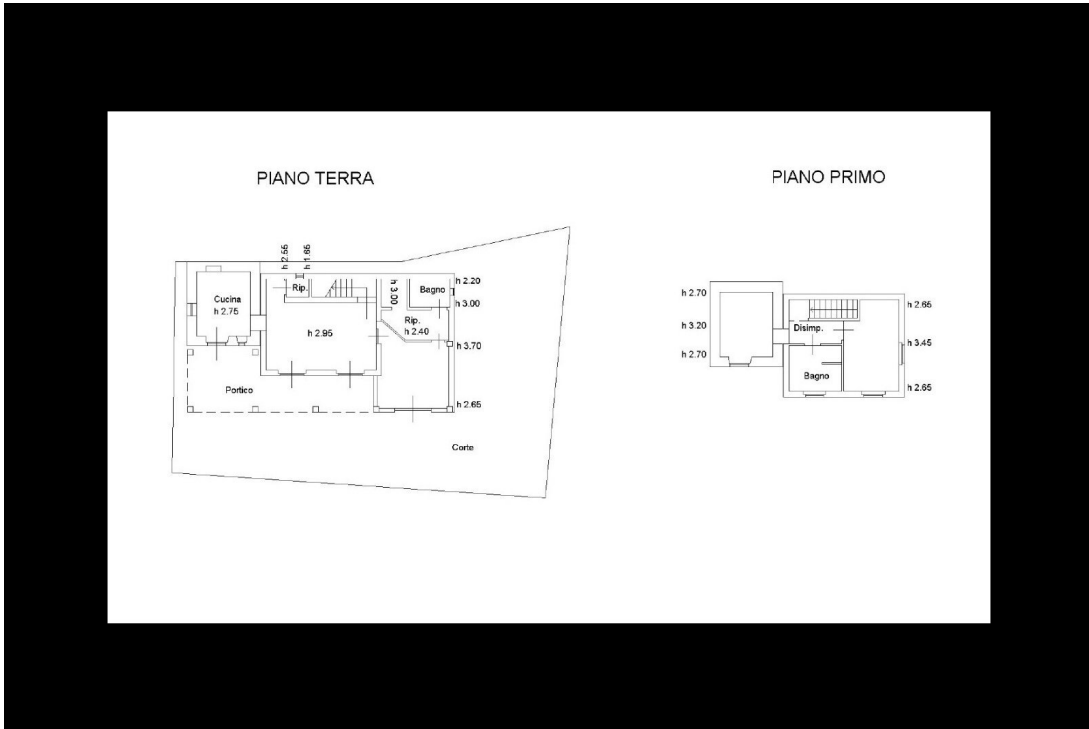 PIANO TERRA
PIANO PRIMO
h 2.55
h 1.65
Cucina
h 2.75
Rip.
h 3.00
Bagno
h 2.20
h 3.00
h 2.95
Rip.
h 2.40
h 3.70
Portico
h 2.65
Corte
h 2.70
h 3.20
h 2.70
Disimp.
Bagno
h 2.65
h 3.45
h 2.65